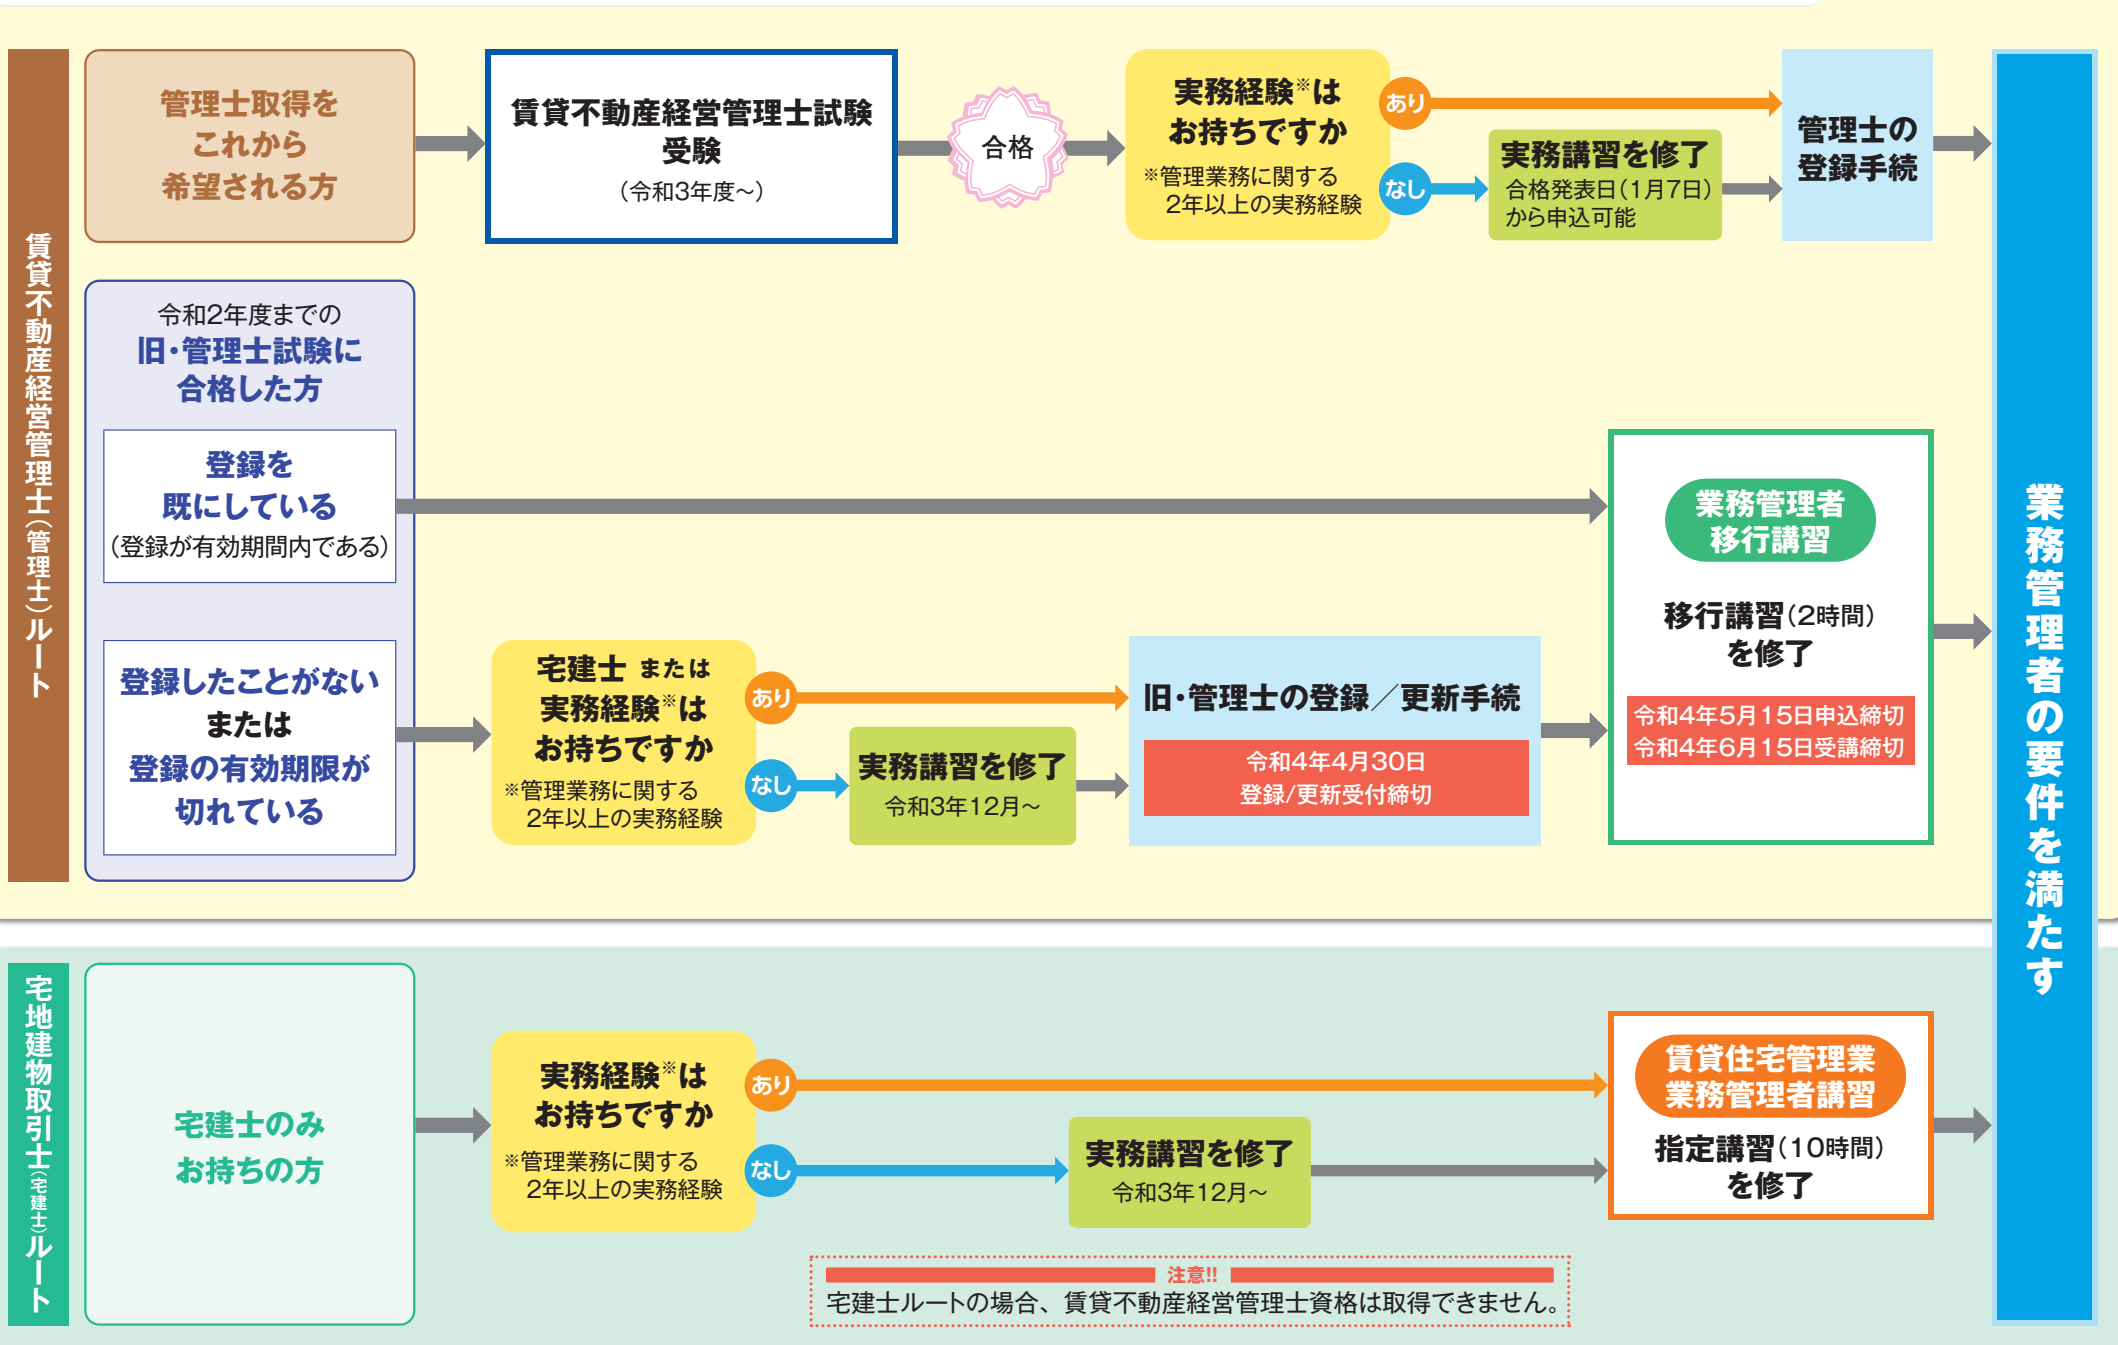 賃貸不動産経営管理士(管理士)ルート
管理士取得を
これから
希望される方
賃貸不動産経営管理士試験
受験
(令和3年度〜)
合格
実務経験※は
お持ちですか
※管理業務に関する
2年以上の実務経験
あり
なし
実務講習を修了
合格発表日(1月7日)
から申込可能
管理士の
登録手続
令和2年度までの
旧・管理士試験に
合格した方
登録を
既にしている
(登録が有効期間内である)
登録したことがない
または
登録の有効期限が
切れている
宅建士 または
実務経験※は
お持ちですか
※管理業務に関する
2年以上の実務経験
あり
なし
実務講習を修了
令和3年12月〜
旧・管理士の登録／更新手続
令和4年4月30日
登録/更新受付締切
業務管理者
移行講習
移行講習(2時間)
を修了
令和4年5月15日申込締切
令和4年6月15日受講締切
業務管理者の要件を満たす
宅地建物取引士(宅建士)ルート
宅建士のみ
お持ちの方
実務経験※は
お持ちですか
※管理業務に関する
2年以上の実務経験
あり
なし
実務講習を修了
令和3年12月〜
賃貸住宅管理業
業務管理者講習
指定講習(10時間)
を修了
注意!!
宅建士ルートの場合、賃貸不動産経営管理士資格は取得できません。